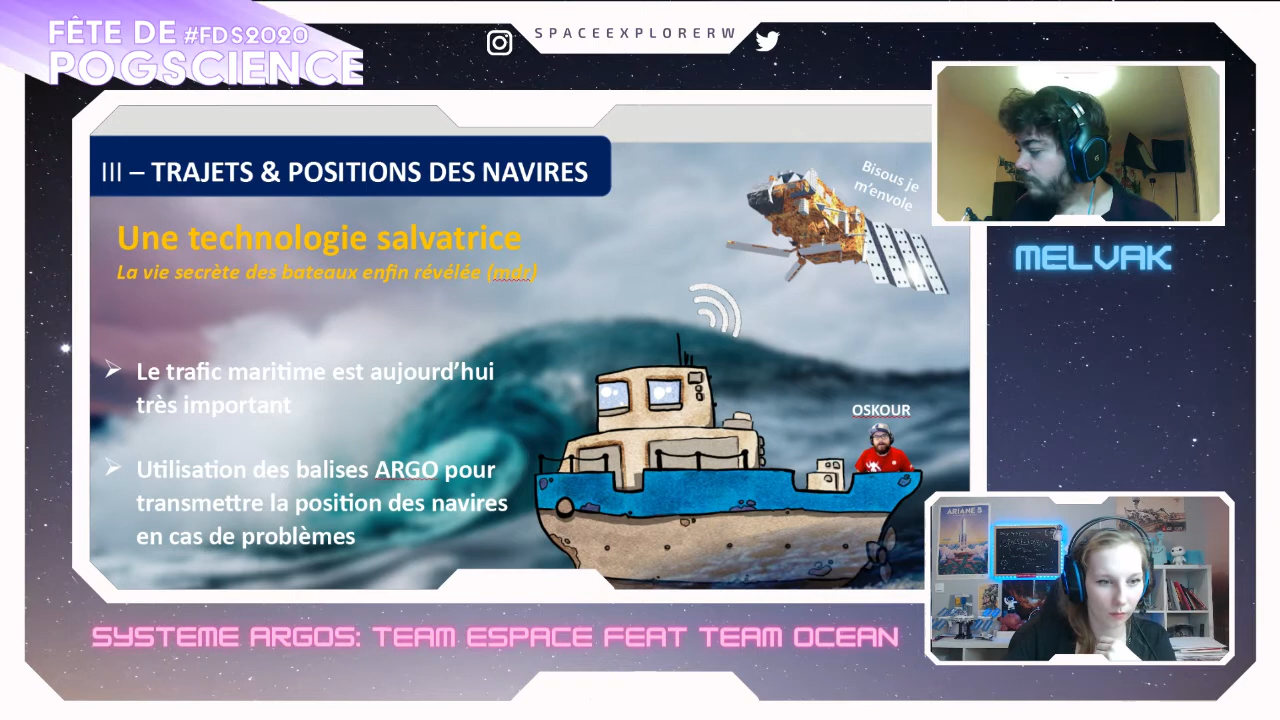 FÊTE DE #FDS2020
POGSCIENCE
SPACEEXPLORERW
III – TRAJETS & POSITIONS DES NAVIRES
Bisous je
m'envole
Une technologie salvatrice
La vie secrète des bateaux enfin révélée (mdr)
MELVAK
Le trafic maritime est aujourd'hui
très important
OSKOUR
Utilisation des balises ARGO pour
transmettre la position des navires
en cas de problèmes
ARIANE 5
SYSTEME ARGOS: TEAM ESPACE FEAT TEAM OCEAN